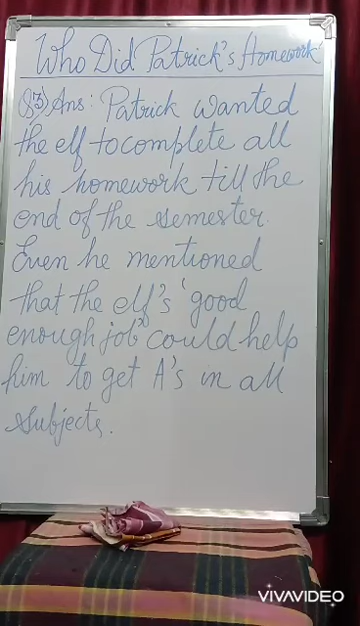 Who Did Patrick's Homework
Q3) Ans: Patrick wanted
the elf to complete all
his homework till the
end of the semester.
Even he mentioned
that the elf's 'good
enough job' could help
him to get A's in all
subjects.
VIVAVIDEO